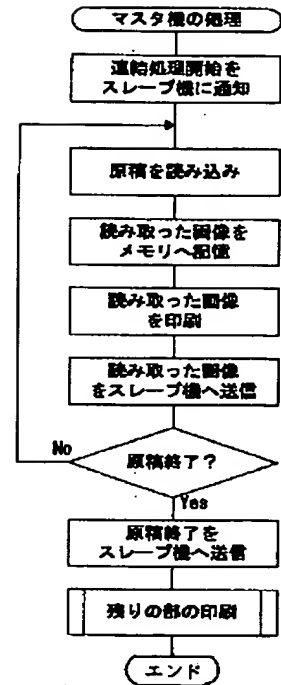 マスタ機の処理
連結処理開始を
スレーブ機に通知
原稿を読み込み
読み取った画像を
メモリへ記憶
読み取った画像
を印刷
読み取った画像
をスレーブ機へ送信
No
原稿終了?
Yes
原稿終了を
スレーブ機へ送信
残りの部の印刷
エンド